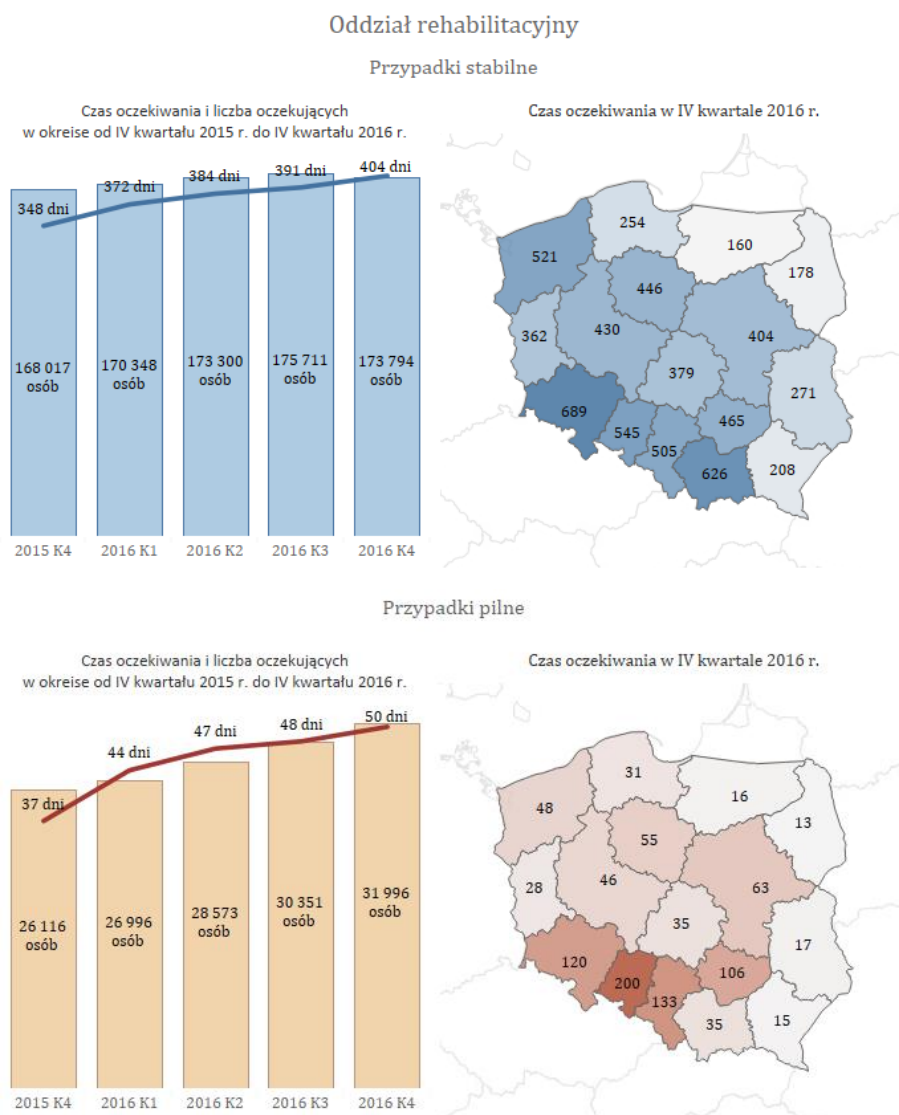 Oddział rehabilitacyjny
Przypadki stabilne
Czas oczekiwania i liczba oczekujących
w okreise od IV kwartału 2015 r. do IV kwartału 2016 r.
348 dni
372 dni
384 dni
391 dni
404 dni
168 017
osób
170 348
osób
173 300
osób
175 711
osób
173 794
osób
2015 K4
2016 K1
2016 K2
2016 K3
2016 K4
Czas oczekiwania w IV kwartale 2016 r.
254
160
521
178
446
430
362
404
379
271
689
465
545
505
626
208
Przypadki pilne
Czas oczekiwania i liczba oczekujących
w okreise od IV kwartału 2015 r. do IV kwartału 2016 r.
37 dni
44 dni
47 dni
48 dni
50 dni
26 116
osób
26 996
osób
28 573
osób
30 351
osób
31 996
osób
2015 K4
2016 K1
2016 K2
2016 K3
2016 K4
Czas oczekiwania w IV kwartale 2016 r.
31
16
48
13
55
46
28
63
35
17
120
106
200
133
35
15